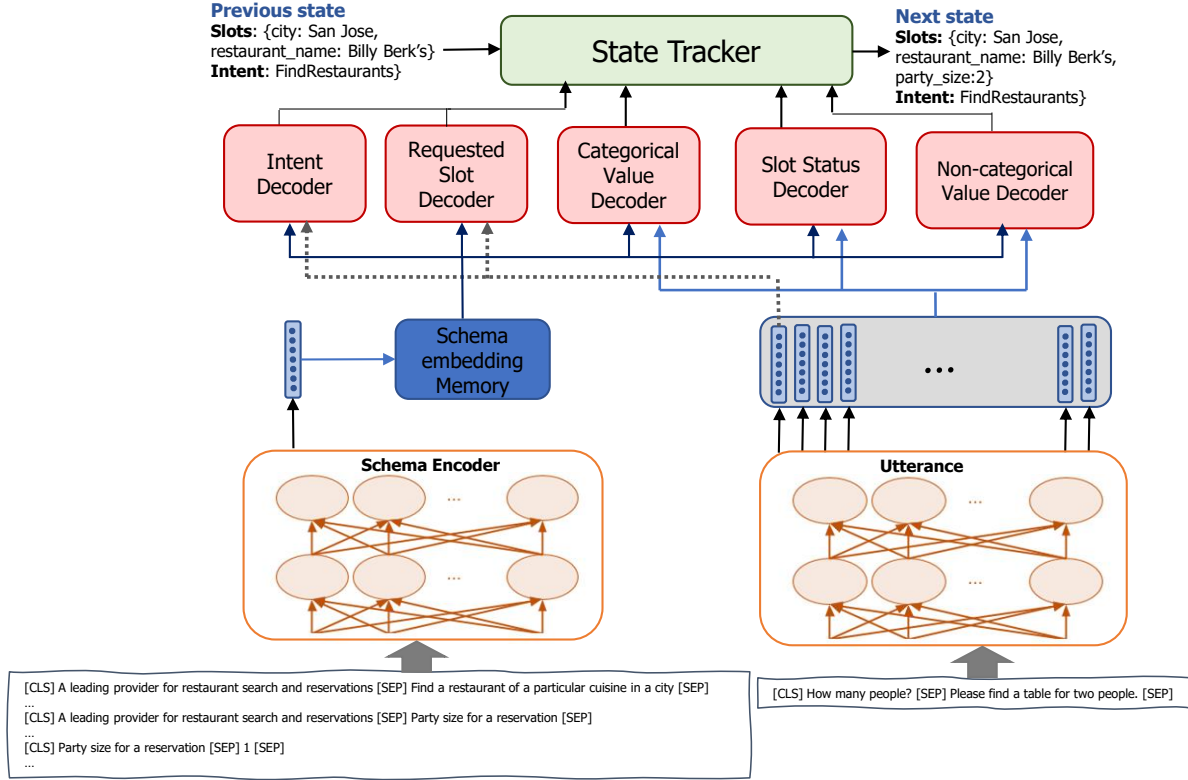 Previous state
Slots: {city: San Jose,
restaurant_name: Billy Berk's}
Intent: FindRestaurants}
State Tracker
Next state
Slots: {city: San Jose,
restaurant_name: Billy Berk's,
party_size:2}
Intent: FindRestaurants}
Intent
Decoder
Requested
Slot
Decoder
Categorical
Value
Decoder
Slot Status
Decoder
Non-categorical
Value Decoder
Schema
embedding
Memory
...
Schema Encoder
...
...
Utterance
...
...
[CLS] A leading provider for restaurant search and reservations [SEP] Find a restaurant of a particular cuisine in a city [SEP]
...
[CLS] A leading provider for restaurant search and reservations [SEP] Party size for a reservation [SEP]
...
[CLS] Party size for a reservation [SEP] 1 [SEP]
...
[CLS] How many people? [SEP] Please find a table for two people. [SEP]